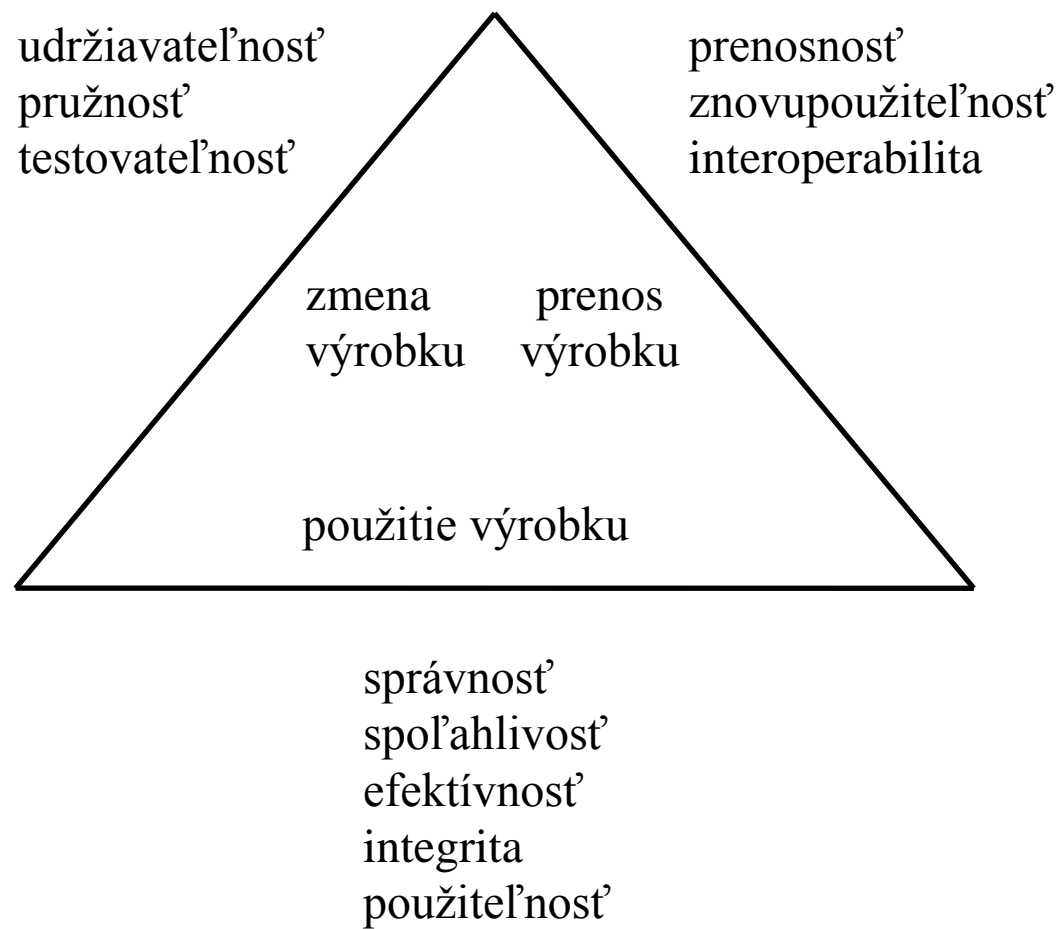 udržiavateľnosť
pružnosť
testovateľnosť
prenosnosť
znovupoužiteľnosť
interoperabilita
zmena
výrobku
prenos
výrobku
použitie výrobku
správnosť
spoľahlivosť
efektívnosť
integrita
použiteľnosť